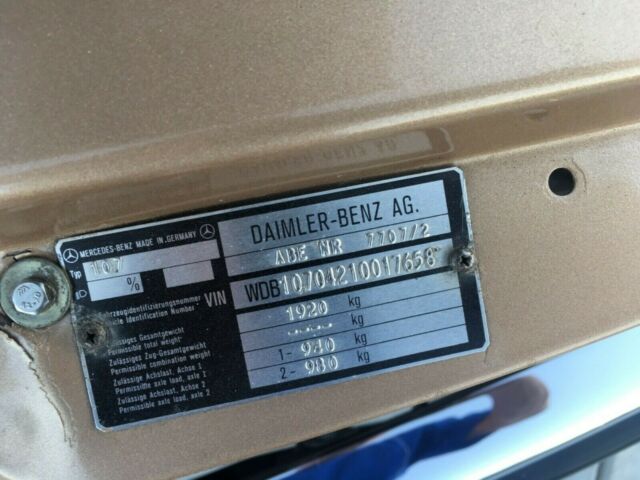 MERCEDES-BENZ MADE IN GERMANY
DAIMLER-BENZ AG.
Typ 107
ABE NR 7707/2
%
Fahrzeugidentifizierungsnummer
Vehicle Identification Number
VIN WDB10704210017658
Zulässiges Gesamtgewicht
Permissible total weight
1920 kg
Zulässiges Zug-Gesamtgewicht
Permissible combination weight
---- kg
Zulässige Achslast, Achse 1
Permissible axle load, axle 1
1- 940 kg
Zulässige Achslast, Achse 2
Permissible axle load, axle 2
2- 980 kg